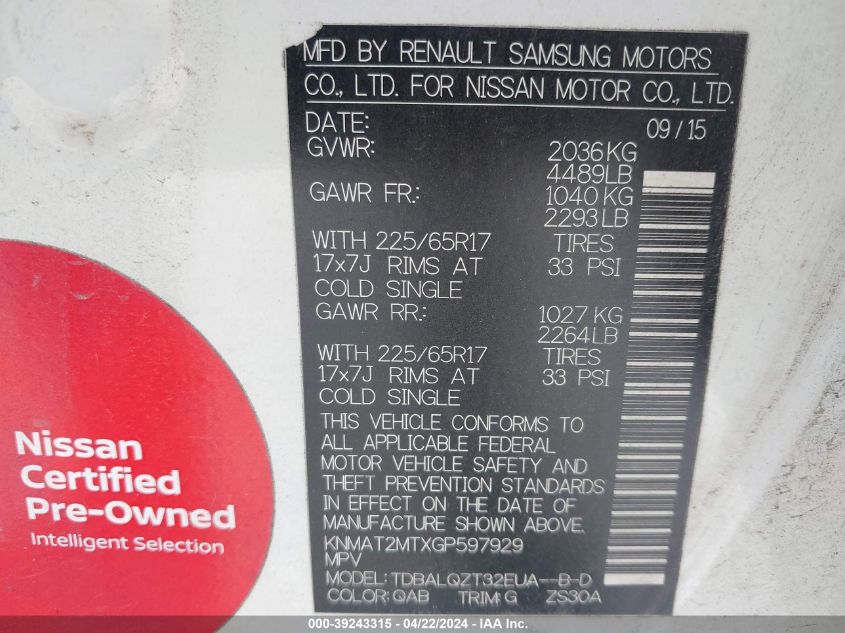 MFD BY RENAULT SAMSUNG MOTORS
CO., LTD. FOR NISSAN MOTOR CO., LTD.
DATE: 09/15
GVWR: 2036KG
4489LB
GAWR FR.: 1040 KG
2293LB
WITH 225/65R17 TIRES
17x7J RIMS AT 33 PSI
COLD SINGLE
GAWR RR.: 1027 KG
2264LB
WITH 225/65R17 TIRES
17x7J RIMS AT 33 PSI
COLD SINGLE
THIS VEHICLE CONFORMS TO
ALL APPLICABLE FEDERAL
MOTOR VEHICLE SAFETY AND
THEFT PREVENTION STANDARDS
IN EFFECT ON THE DATE OF
MANUFACTURE SHOWN ABOVE.
KNMAT2MTXGP597929
MPV
MODEL: TDBALQZT32EUA--B-D
COLOR: QAB TRIM: G ZS30A
Nissan
Certified
Pre-Owned
Intelligent Selection
000-39243315 - 04/22/2024 - IAA Inc.